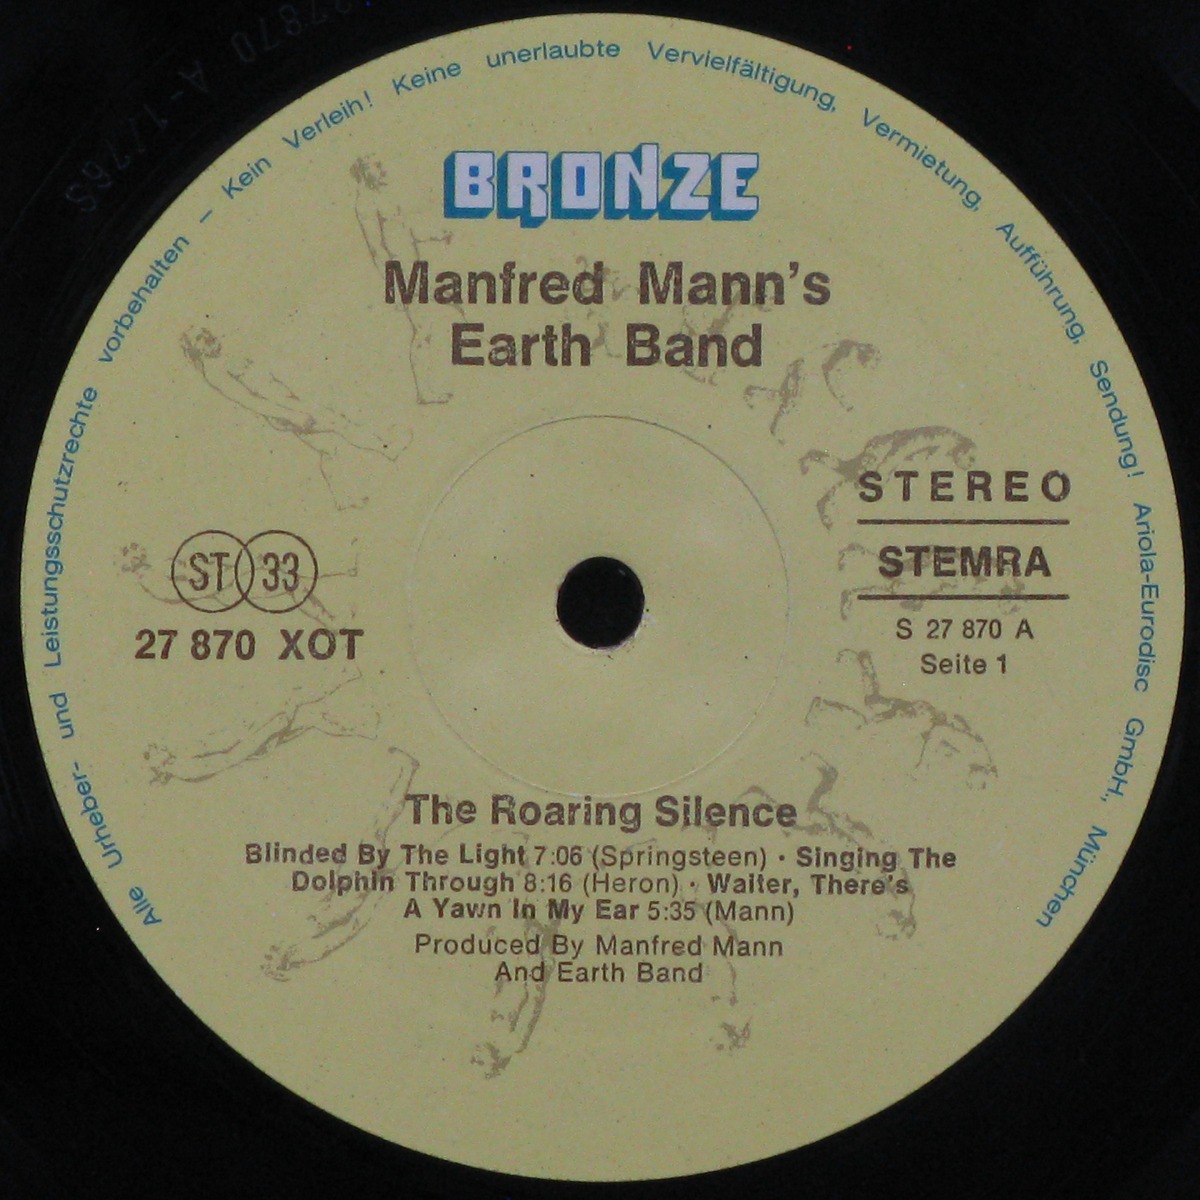 Alle Urheber- und Leistungsschutzrechte vorbehalten – Kein Verleih! Keine unerlaubte Vervielfältigung, Vermietung, Aufführung, Sendung! Ariola-Eurodisc GmbH, München
BRONZE
Manfred Mann's
Earth Band
STEREO
STEMRA
S 27 870 A
Seite 1
ST 33
27 870 XOT
The Roaring Silence
Blinded By The Light 7:06 (Springsteen) · Singing The
Dolphin Through 8:16 (Heron) · Waiter, There's
A Yawn In My Ear 5:35 (Mann)
Produced By Manfred Mann
And Earth Band